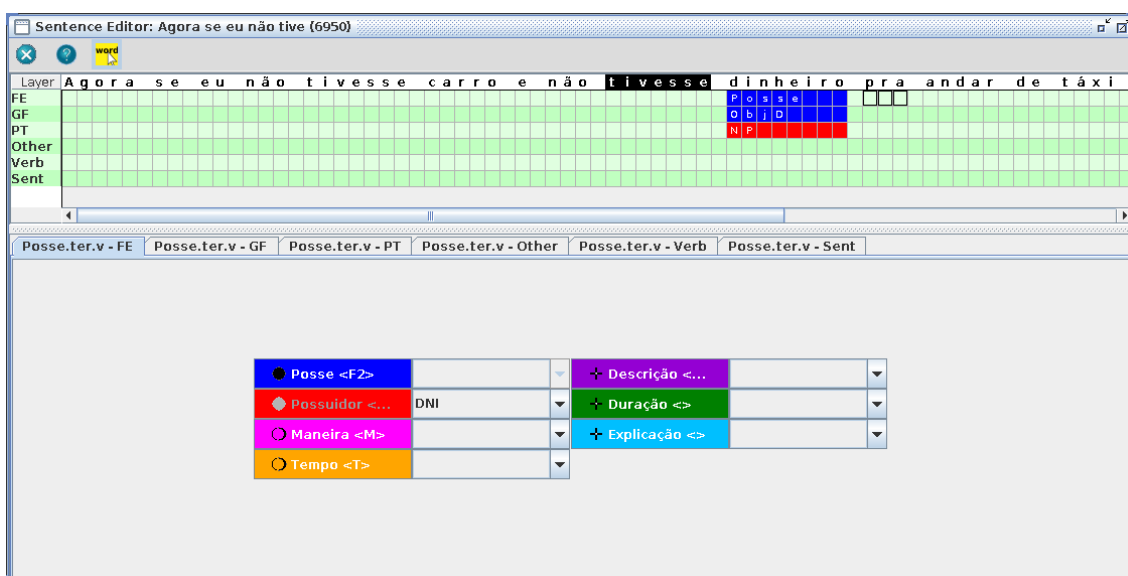 Sentence Editor: Agora se eu não tive {6950}
word
Layer Agora se eu não tivesse carro e não tivesse dinheiro pra andar de táxi
FE Posse
GF ObjD
PT NP
Other
Verb
Sent
Posse.ter.v - FE Posse.ter.v - GF Posse.ter.v - PT Posse.ter.v - Other Posse.ter.v - Verb Posse.ter.v - Sent
Posse <F2> Descrição <...
Possuidor <... DNI Duração <>
Maneira <M> Explicação <>
Tempo <T>